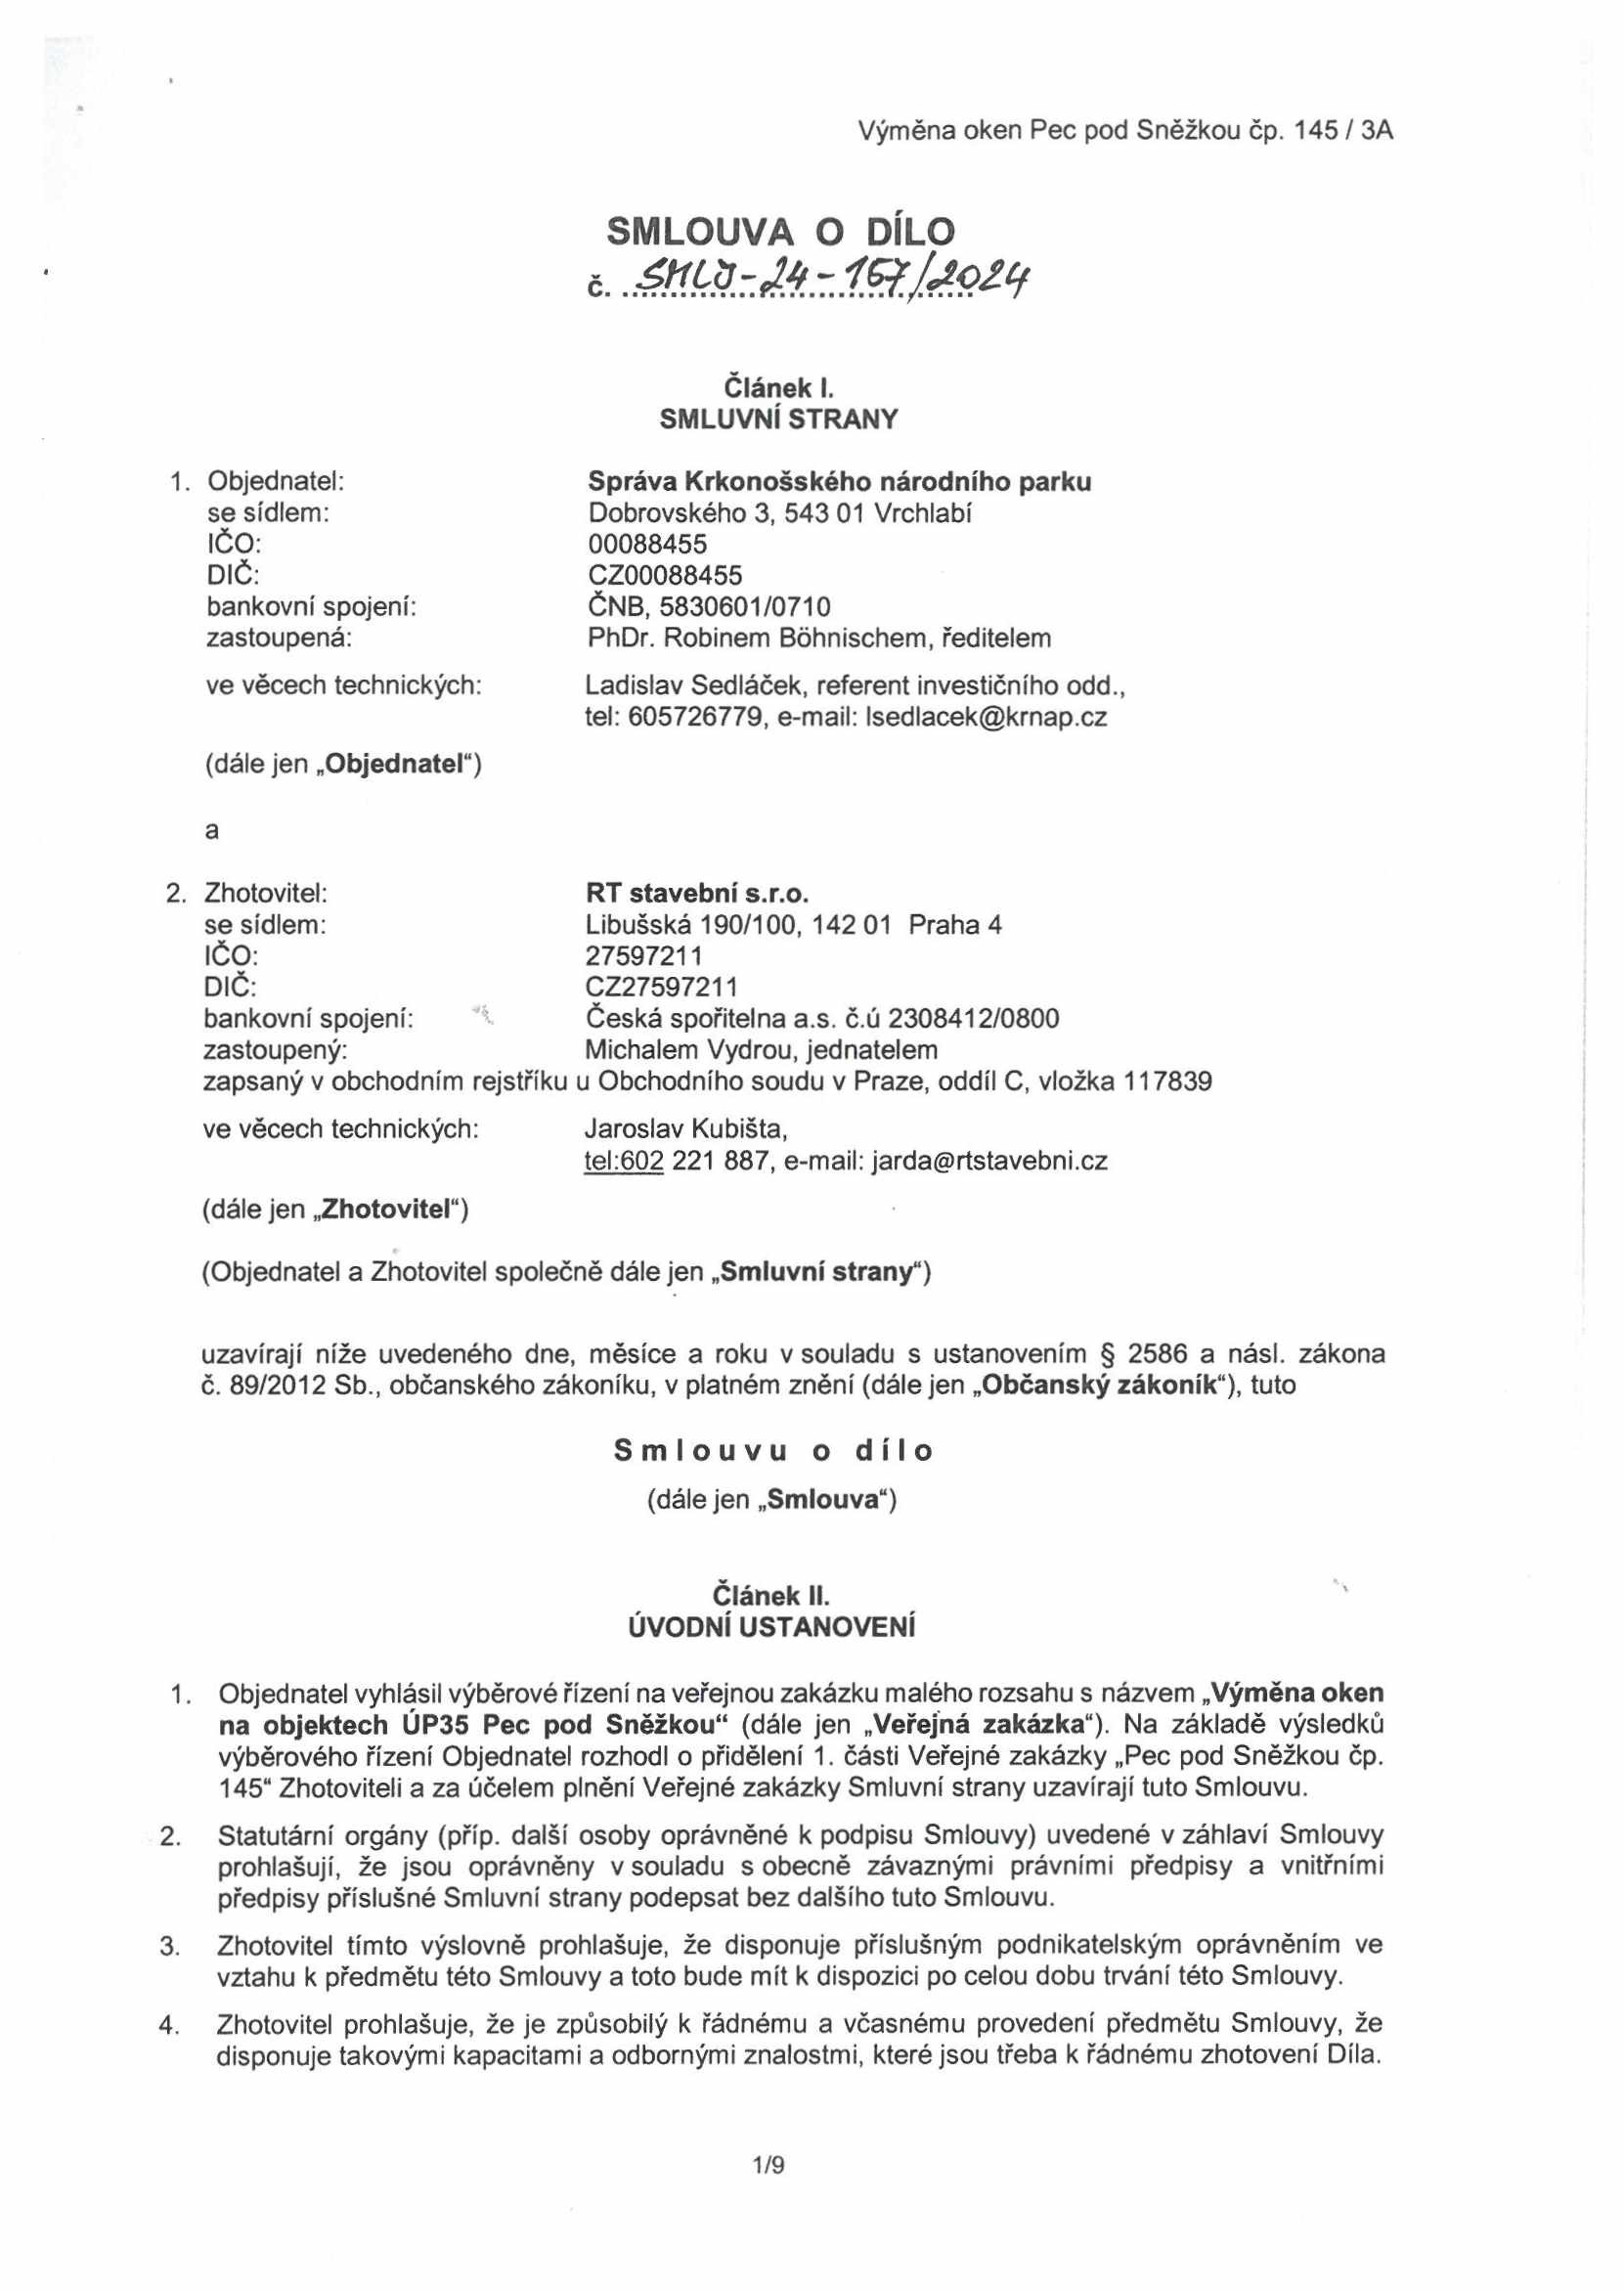 Výměna oken Pec pod Sněžkou čp. 145 / 3A
SMLOUVA O DÍLO
č. SMLJ-24-167/2024
Článek I.
SMLUVNÍ STRANY
1. Objednatel: Správa Krkonošského národního parku
se sídlem: Dobrovského 3, 543 01 Vrchlabí
IČO: 00088455
DIČ: CZ00088455
bankovní spojení: ČNB, 5830601/0710
zastoupená: PhDr. Robinem Böhnischem, ředitelem
ve věcech technických: Ladislav Sedláček, referent investičního odd.,
tel: 605726779, e-mail: lsedlacek@krnap.cz
(dále jen „Objednatel“)
a
2. Zhotovitel: RT stavební s.r.o.
se sídlem: Libušská 190/100, 142 01 Praha 4
IČO: 27597211
DIČ: CZ27597211
bankovní spojení: Česká spořitelna a.s. č.ú 2308412/0800
zastoupený: Michalem Vydrou, jednatelem
zapsaný v obchodním rejstříku u Obchodního soudu v Praze, oddíl C, vložka 117839
ve věcech technických: Jaroslav Kubišta,
tel:602 221 887, e-mail: jarda@rtstavebni.cz
(dále jen „Zhotovitel“)
(Objednatel a Zhotovitel společně dále jen „Smluvní strany“)
uzavírají níže uvedeného dne, měsíce a roku v souladu s ustanovením § 2586 a násl. zákona
č. 89/2012 Sb., občanského zákoníku, v platném znění (dále jen „Občanský zákoník“), tuto
Smlouvu o dílo
(dále jen „Smlouva“)
Článek II.
ÚVODNÍ USTANOVENÍ
1. Objednatel vyhlásil výběrové řízení na veřejnou zakázku malého rozsahu s názvem „Výměna oken
na objektech ÚP35 Pec pod Sněžkou“ (dále jen „Veřejná zakázka“). Na základě výsledků
výběrového řízení Objednatel rozhodl o přidělení 1. části Veřejné zakázky „Pec pod Sněžkou čp.
145“ Zhotoviteli a za účelem plnění Veřejné zakázky Smluvní strany uzavírají tuto Smlouvu.
2. Statutární orgány (příp. další osoby oprávněné k podpisu Smlouvy) uvedené v záhlaví Smlouvy
prohlašují, že jsou oprávněny v souladu s obecně závaznými právními předpisy a vnitřními
předpisy příslušné Smluvní strany podepsat bez dalšího tuto Smlouvu.
3. Zhotovitel tímto výslovně prohlašuje, že disponuje příslušným podnikatelským oprávněním ve
vztahu k předmětu této Smlouvy a toto bude mít k dispozici po celou dobu trvání této Smlouvy.
4. Zhotovitel prohlašuje, že je způsobilý k řádnému a včasnému provedení předmětu Smlouvy, že
disponuje takovými kapacitami a odbornými znalostmi, které jsou třeba k řádnému zhotovení Díla.
1/9